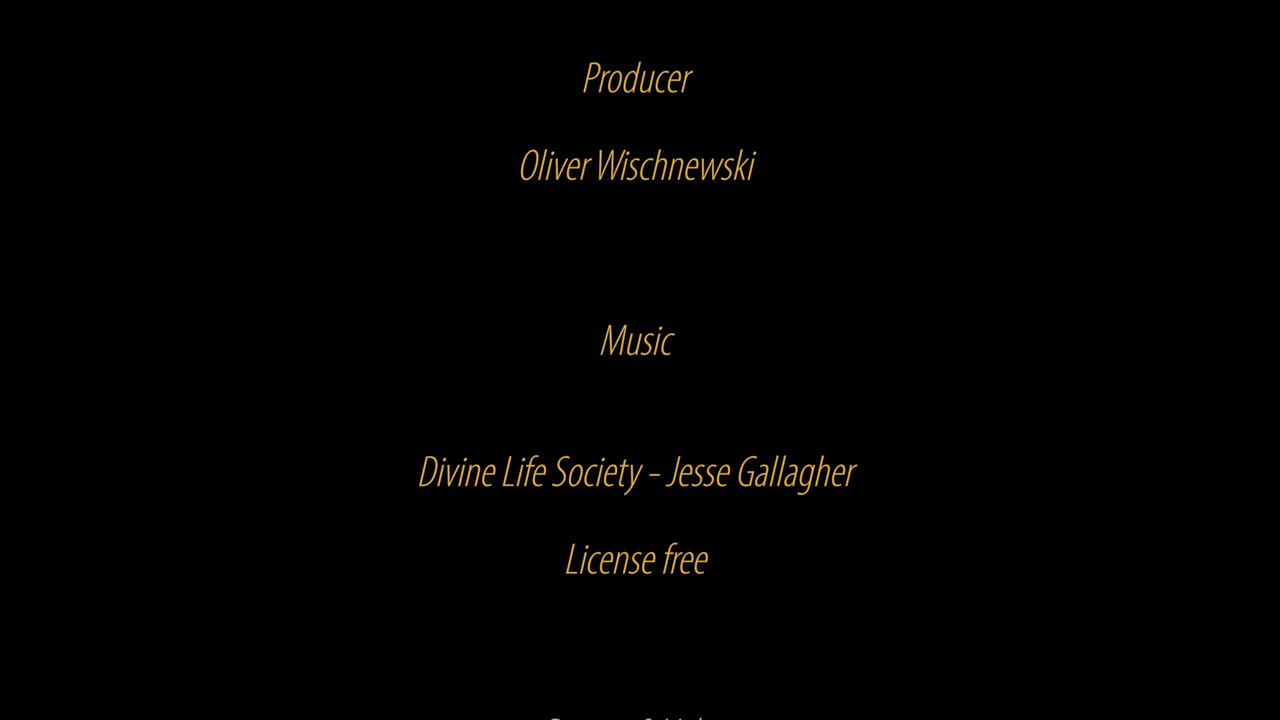 Producer
Oliver Wischnewski
Music
Divine Life Society - Jesse Gallagher
License free